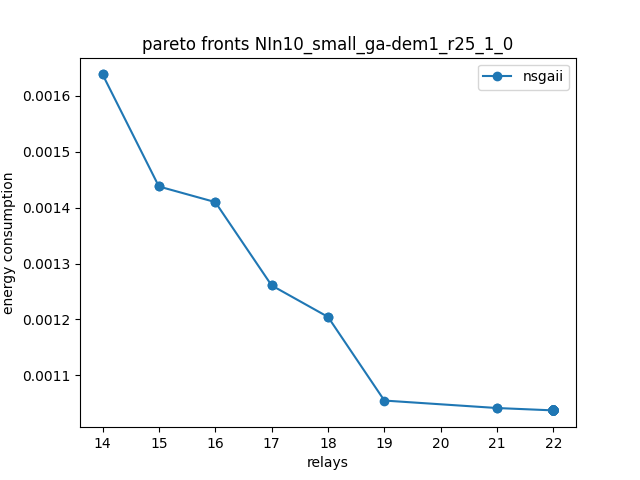 pareto fronts NIn10_small_ga-dem1_r25_1_0
nsgaii
0.0016
0.0015
0.0014
0.0013
0.0012
0.0011
energy consumption
14 15 16 17 18 19 20 21 22
relays